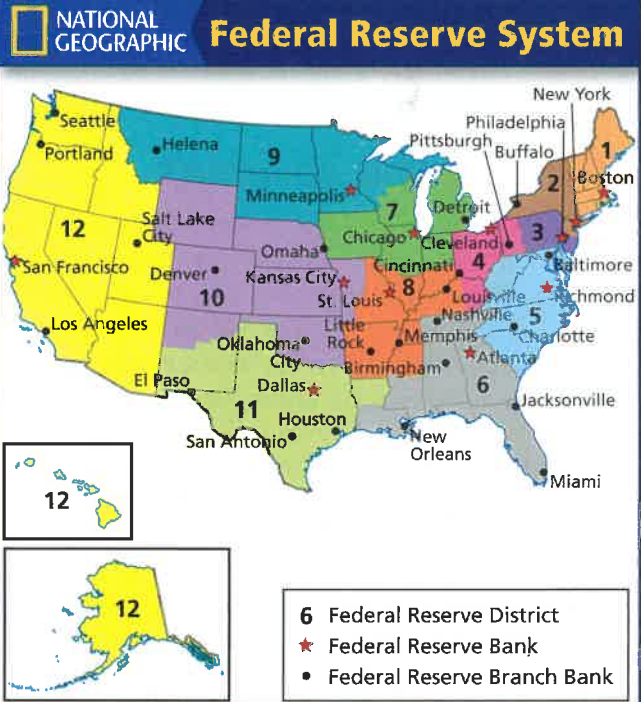 NATIONAL
GEOGRAPHIC
Federal Reserve System
New York
Philadelphia
Pittsburgh
Buffalo
Seattle
Portland
Helena
9
1
2
Boston
Minneapolis
7
Detroit
3
12
Salt Lake
City
Chicago
Cleveland
4
Omaha
San Francisco
Denver
Kansas City
Cincinnati
Baltimore
10
St. Louis
8
Louisville
Richmond
Los Angeles
Little
Rock
Nashville
5
Oklahoma
City
Memphis
Charlotte
Birmingham
Atlanta
El Paso
Dallas
6
11
Houston
Jacksonville
San Antonio
New
Orleans
Miami
12
12
6 Federal Reserve District
Federal Reserve Bank
Federal Reserve Branch Bank